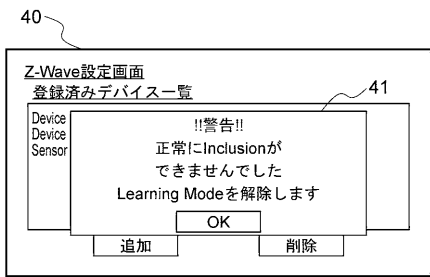 40
Z-Wave設定画面
41
登録済みデバイス一覧
Device
Device
Sensor
!!警告!!
正常にInclusionが
できませんでした
Learning Modeを解除します
OK
追加
削除